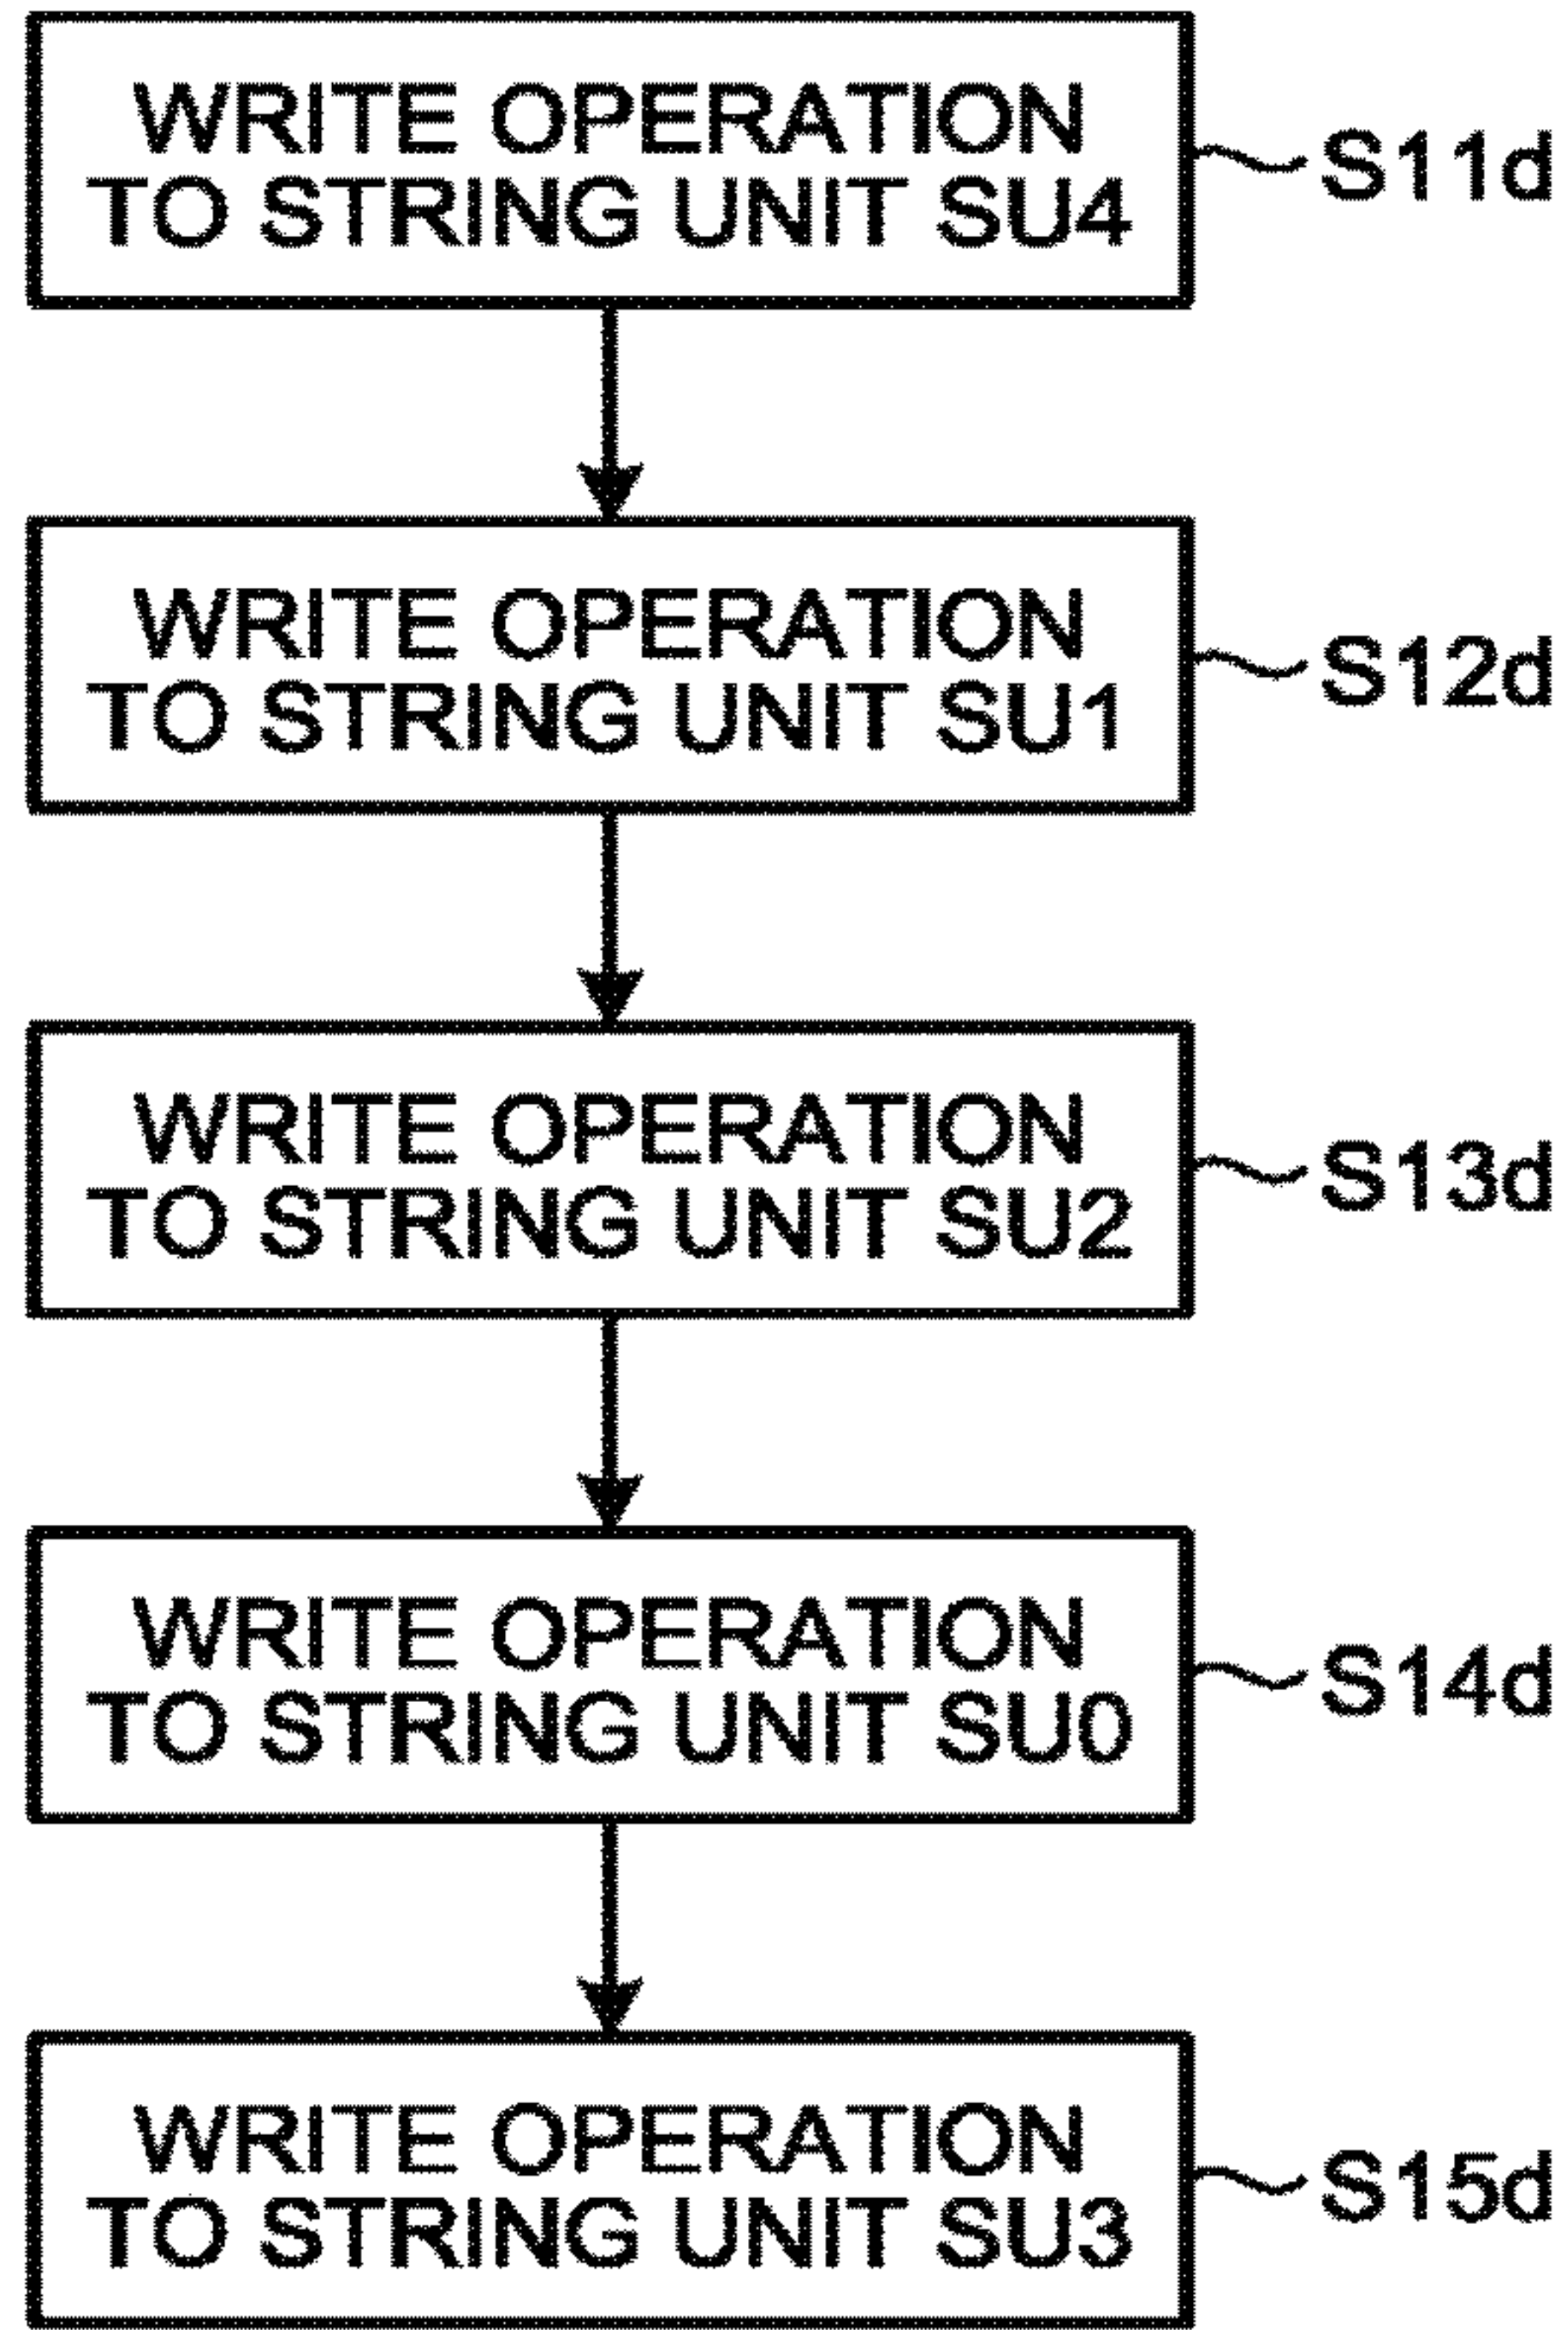 WRITE OPERATION
TO STRING UNIT SU4
S11d
WRITE OPERATION
TO STRING UNIT SU1
S12d
WRITE OPERATION
TO STRING UNIT SU2
S13d
WRITE OPERATION
TO STRING UNIT SU0
S14d
WRITE OPERATION
TO STRING UNIT SU3
S15d